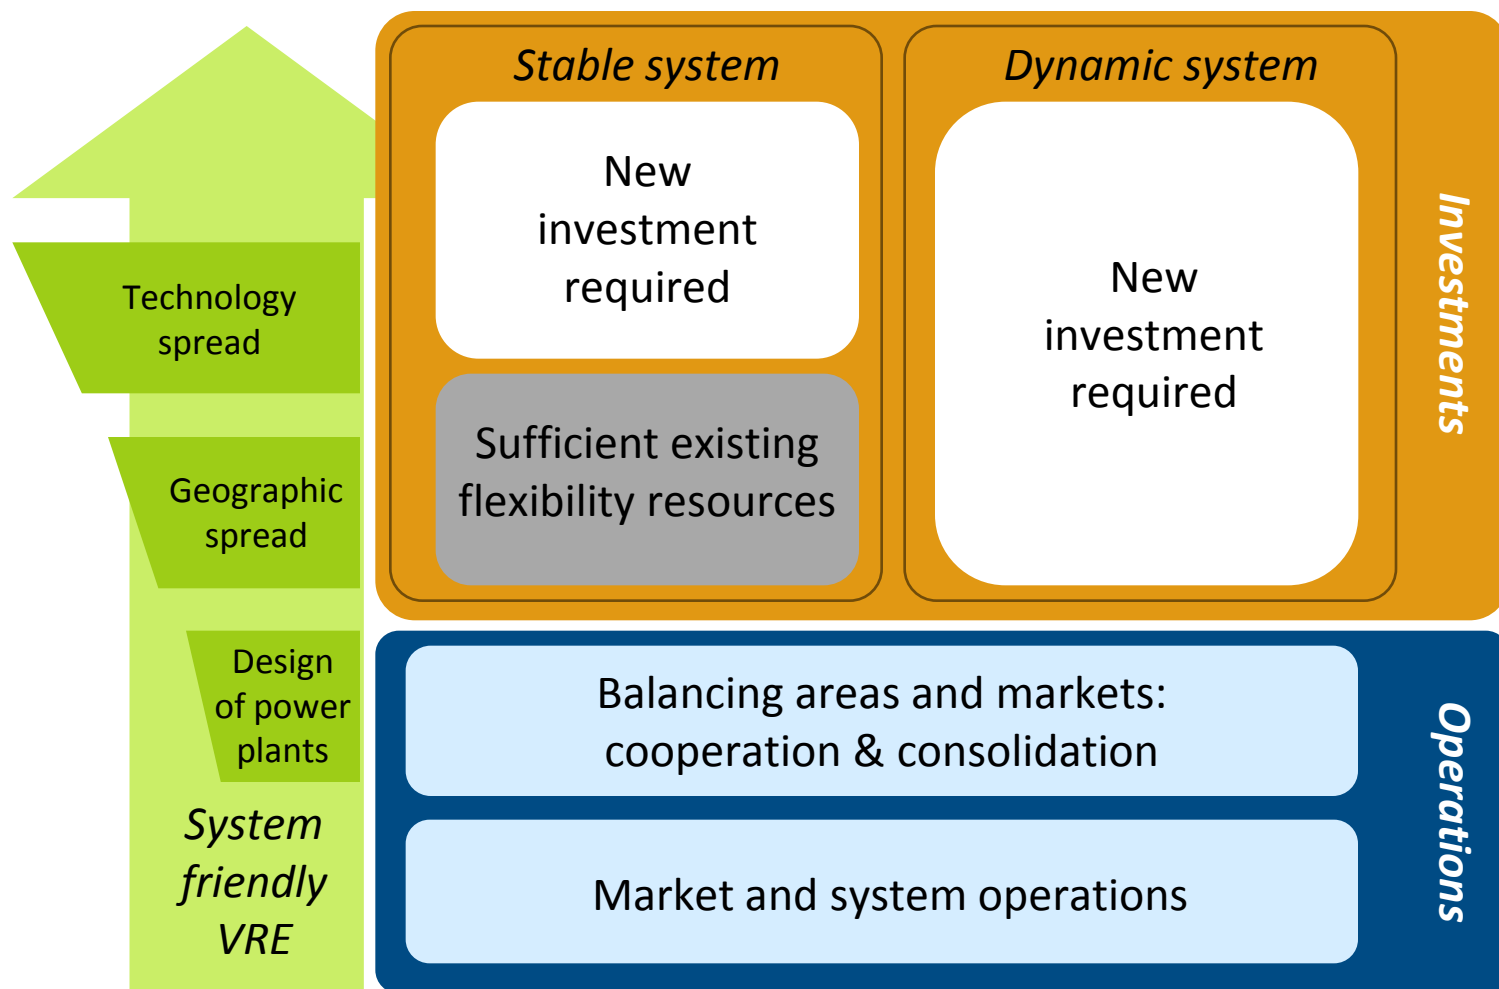 Stable system
New
investment
required
Sufficient existing
flexibility resources
Dynamic system
New
investment
required
Investments
Technology
spread
Geographic
spread
Design
of power
plants
System
friendly
VRE
Balancing areas and markets:
cooperation & consolidation
Market and system operations
Operations